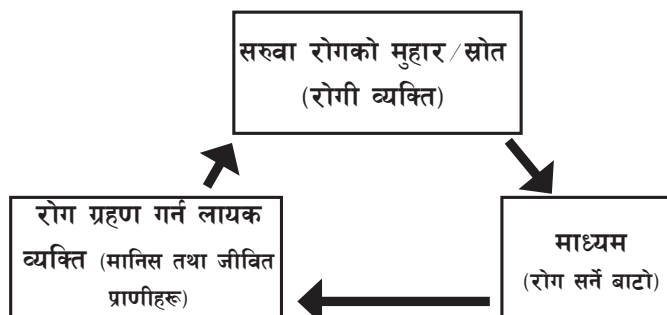 सरुवा रोगको मुहार/स्रोत
(रोगी व्यक्ति)
माध्यम
(रोग सर्ने बाटो)
रोग ग्रहण गर्न लायक
व्यक्ति (मानिस तथा जीवित
प्राणीहरू)